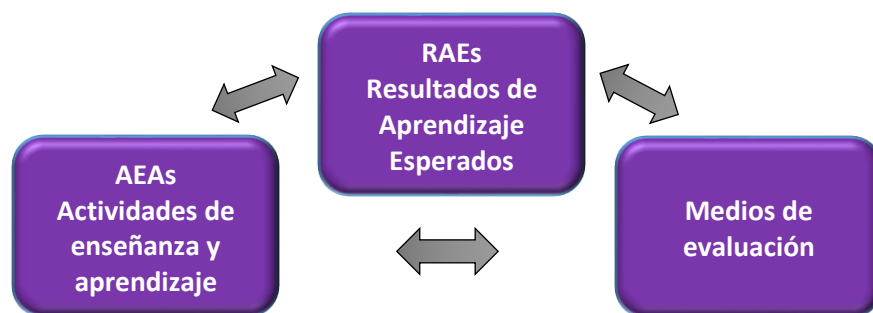 RAEs
Resultados de
Aprendizaje
Esperados
AEAs
Actividades de
enseñanza y
aprendizaje
Medios de
evaluación